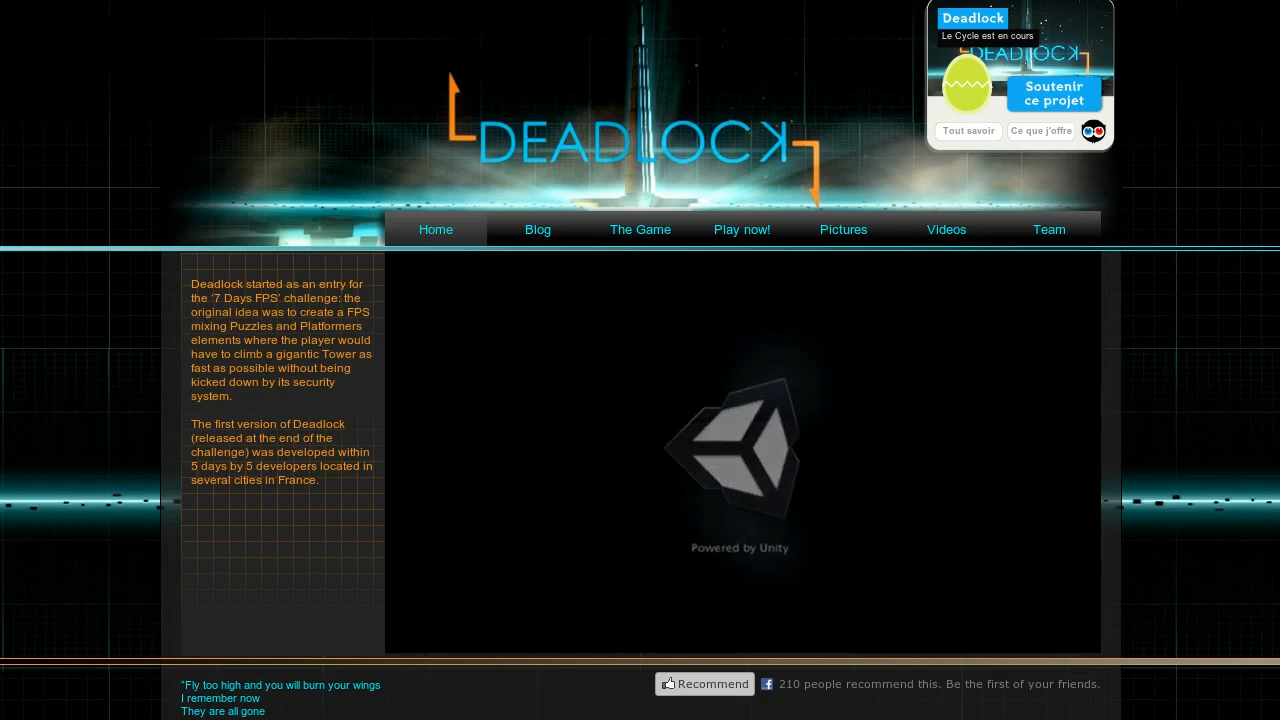 Deadlock
Le Cycle est en cours
DEADLOCK
Soutenir
ce projet
Tout savoir
Ce que j'offre
DEADLOCK
Home
Blog
The Game
Play now!
Pictures
Videos
Team
Deadlock started as an entry for
the '7 Days FPS' challenge: the
original idea was to create a FPS
mixing Puzzles and Platformers
elements where the player would
have to climb a gigantic Tower as
fast as possible without being
kicked down by its security
system.
The first version of Deadlock
(released at the end of the
challenge) was developed within
5 days by 5 developers located in
several cities in France.
Powered by Unity
"Fly too high and you will burn your wings
I remember now
They are all gone
Recommend
210 people recommend this. Be the first of your friends.